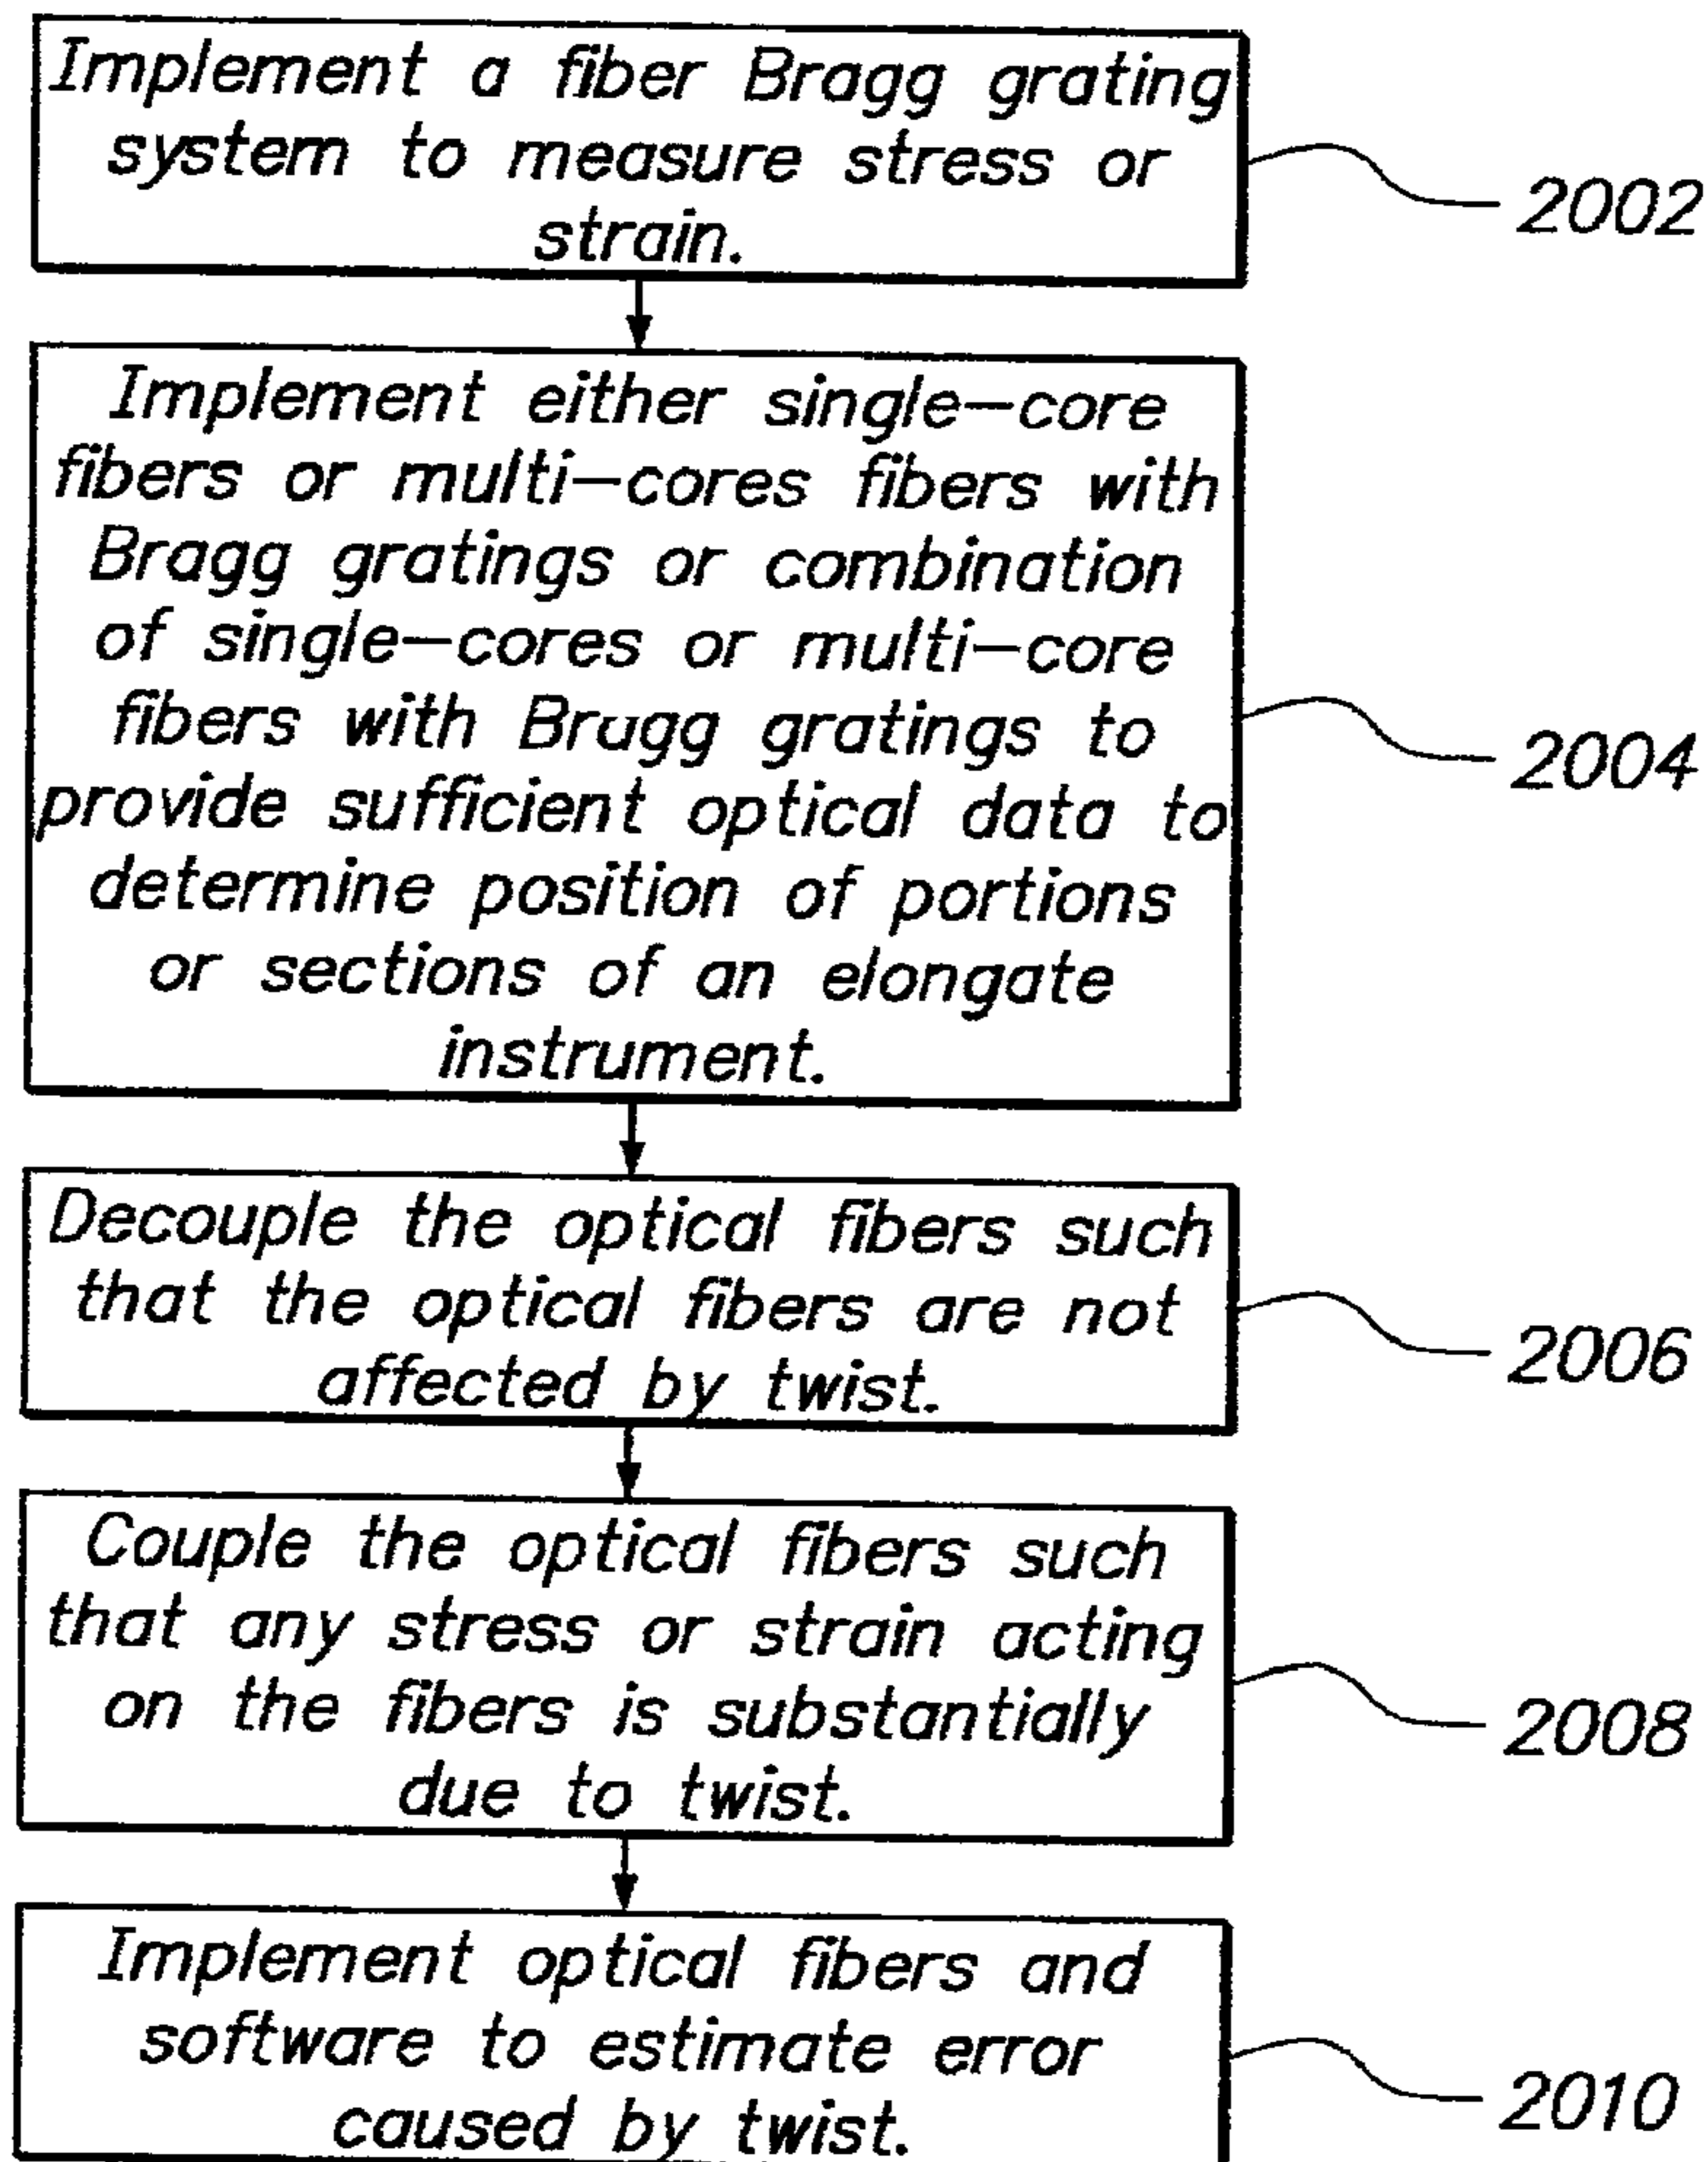 Implement a fiber Bragg grating
system to measure stress or
strain.
2002
Implement either single-core
fibers or multi-cores fibers with
Bragg gratings or combination
of single-cores or multi-core
fibers with Bragg gratings to
provide sufficient optical data to
determine position of portions
or sections of an elongate
instrument.
2004
Decouple the optical fibers such
that the optical fibers are not
affected by twist.
2006
Couple the optical fibers such
that any stress or strain acting
on the fibers is substantially
due to twist.
2008
Implement optical fibers and
software to estimate error
caused by twist.
2010